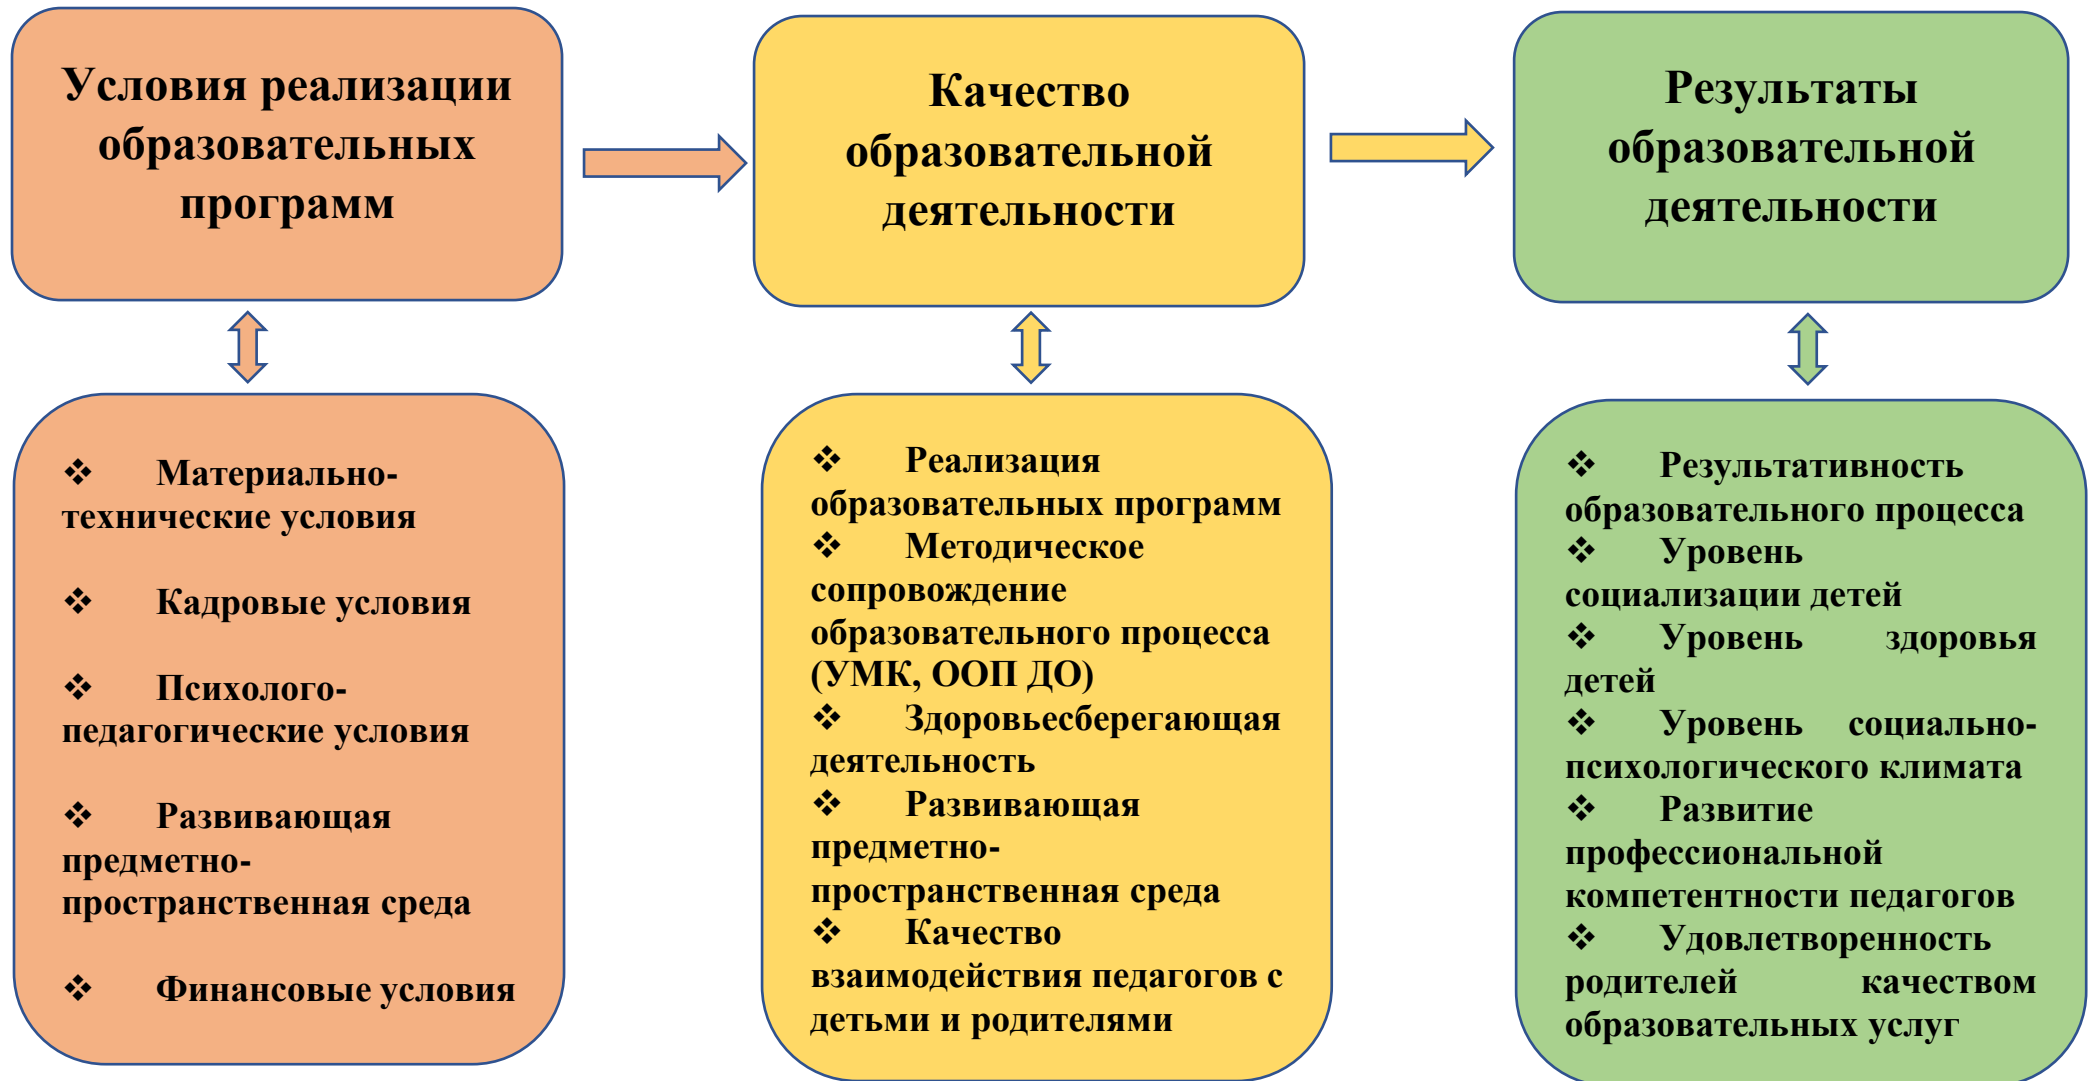 Условия реализации
образовательных
программ
Качество
образовательной
деятельности
Результаты
образовательной
деятельности
❖ Материально-
технические условия
❖ Кадровые условия
❖ Психолого-
педагогические условия
❖ Развивающая
предметно-
пространственная среда
❖ Финансовые условия
❖ Реализация
образовательных программ
❖ Методическое
сопровождение
образовательного процесса
(УМК, ООП ДО)
❖ Здоровьесберегающая
деятельность
❖ Развивающая
предметно-
пространственная среда
❖ Качество
взаимодействия педагогов с
детьми и родителями
❖ Результативность
образовательного процесса
❖ Уровень
социализации детей
❖ Уровень здоровья
детей
❖ Уровень социально-
психологического климата
❖ Развитие
профессиональной
компетентности педагогов
❖ Удовлетворенность
родителей качеством
образовательных услуг